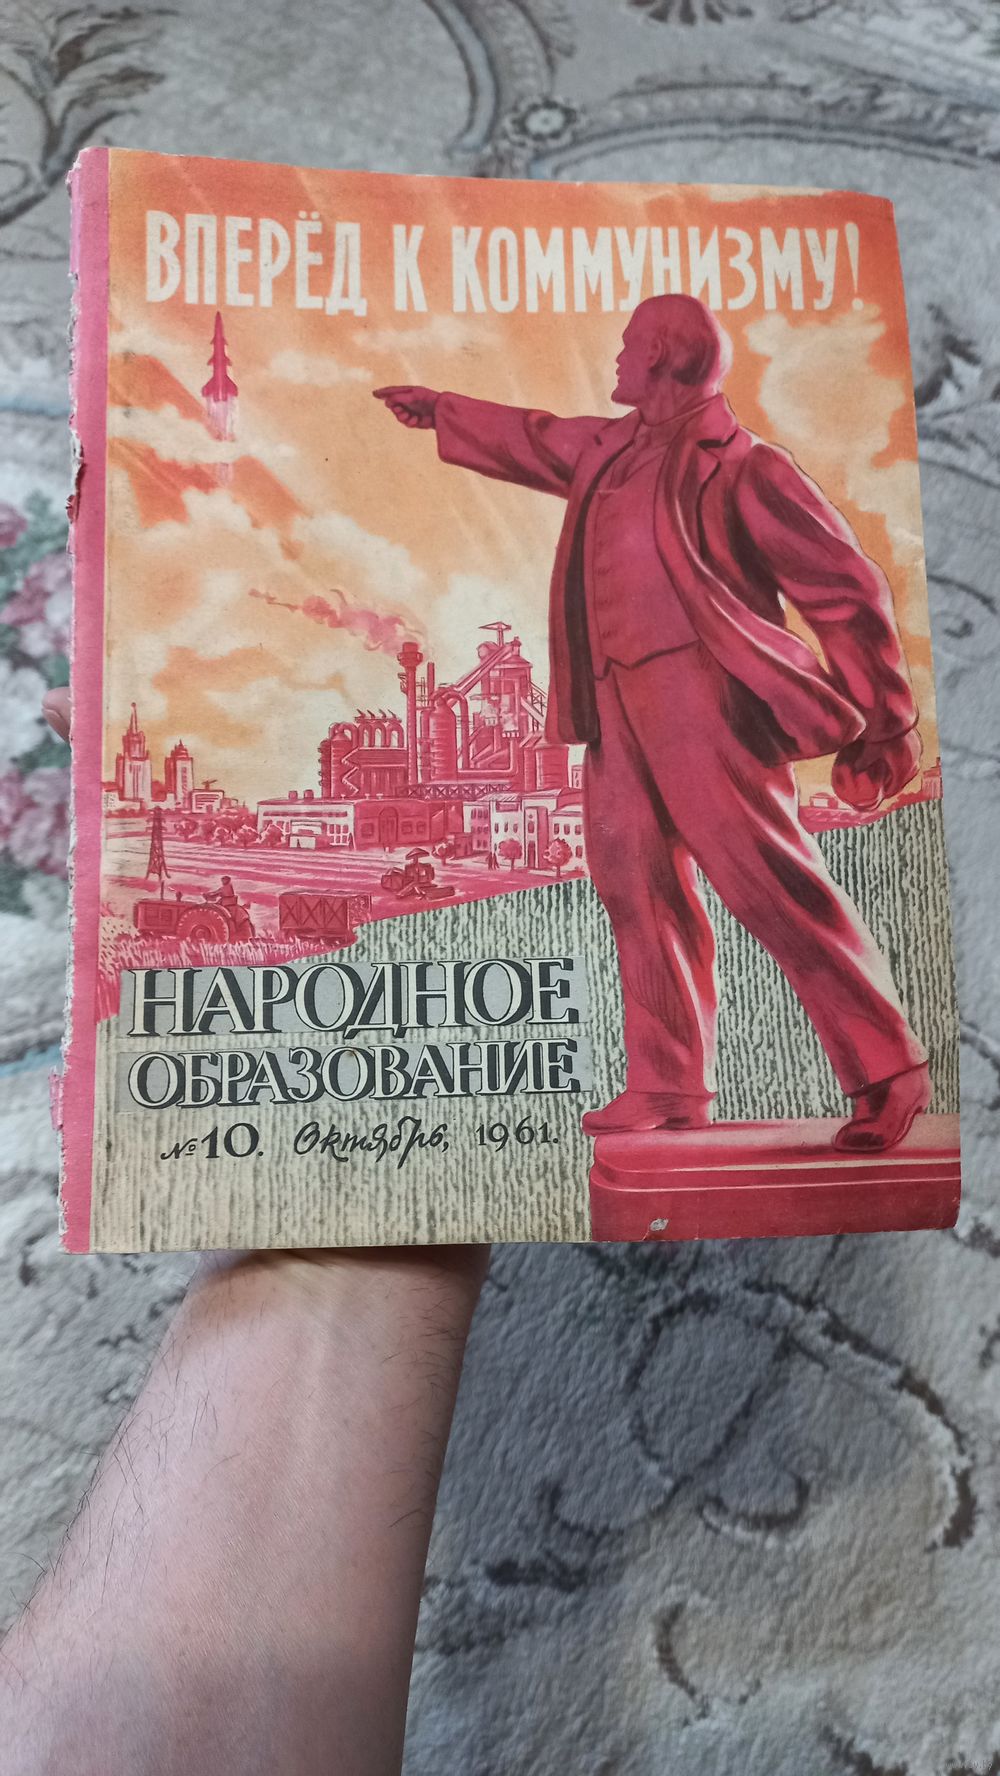 ВПЕРЁД К КОММУНИЗМУ!
НАРОДНОЕ
ОБРАЗОВАНИЕ
№10. Октябрь, 1961.